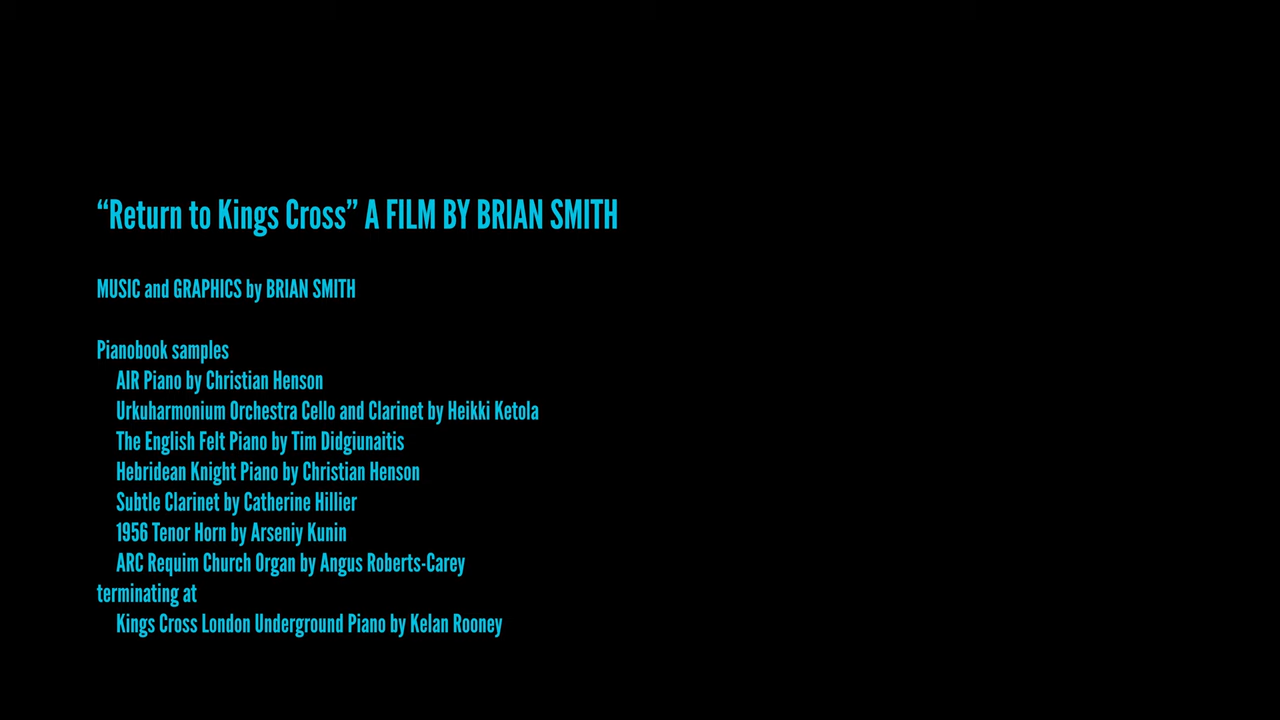 “Return to Kings Cross” A FILM BY BRIAN SMITH
MUSIC and GRAPHICS by BRIAN SMITH
Pianobook samples
AIR Piano by Christian Henson
Urkuharmonium Orchestra Cello and Clarinet by Heikki Ketola
The English Felt Piano by Tim Didgiunaitis
Hebridean Knight Piano by Christian Henson
Subtle Clarinet by Catherine Hillier
1956 Tenor Horn by Arseniy Kunin
ARC Requim Church Organ by Angus Roberts-Carey
terminating at
Kings Cross London Underground Piano by Kelan Rooney